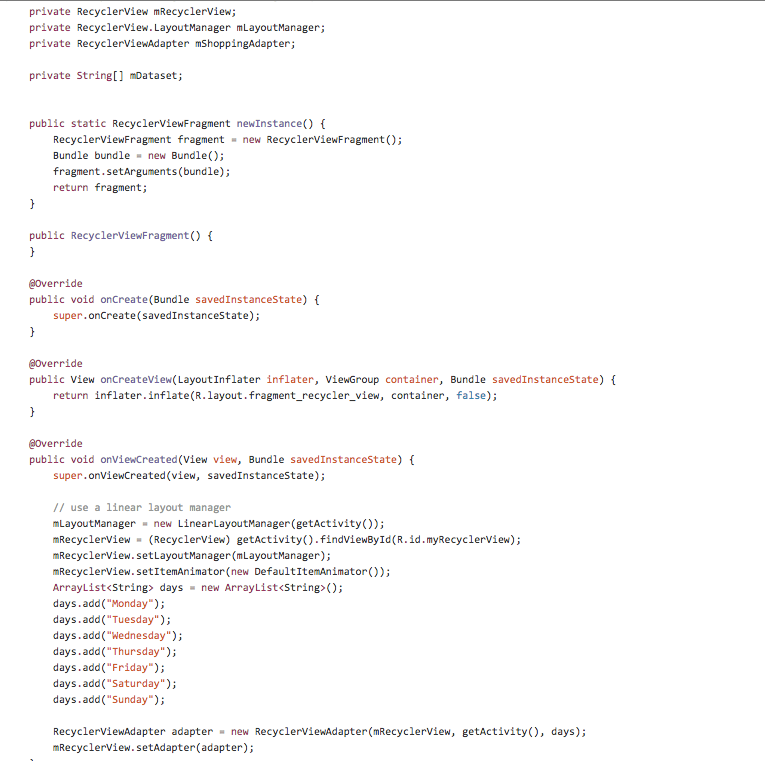 private RecyclerView mRecyclerView;
private RecyclerView.LayoutManager mLayoutManager;
private RecyclerViewAdapter mShoppingAdapter;
private String[] mDataset;
public static RecyclerViewFragment newInstance() {
RecyclerViewFragment fragment = new RecyclerViewFragment();
Bundle bundle = new Bundle();
fragment.setArguments(bundle);
return fragment;
}
public RecyclerViewFragment() {
}
@Override
public void onCreate(Bundle savedInstanceState) {
super.onCreate(savedInstanceState);
}
@Override
public View onCreateView(LayoutInflater inflater, ViewGroup container, Bundle savedInstanceState) {
return inflater.inflate(R.layout.fragment_recycler_view, container, false);
}
@Override
public void onViewCreated(View view, Bundle savedInstanceState) {
super.onViewCreated(view, savedInstanceState);
// use a linear layout manager
mLayoutManager = new LinearLayoutManager(getActivity());
mRecyclerView = (RecyclerView) getActivity().findViewById(R.id.myRecyclerView);
mRecyclerView.setLayoutManager(mLayoutManager);
mRecyclerView.setItemAnimator(new DefaultItemAnimator());
ArrayList<String> days = new ArrayList<String>();
days.add("Monday");
days.add("Tuesday");
days.add("Wednesday");
days.add("Thursday");
days.add("Friday");
days.add("Saturday");
days.add("Sunday");
RecyclerViewAdapter adapter = new RecyclerViewAdapter(mRecyclerView, getActivity(), days);
mRecyclerView.setAdapter(adapter);